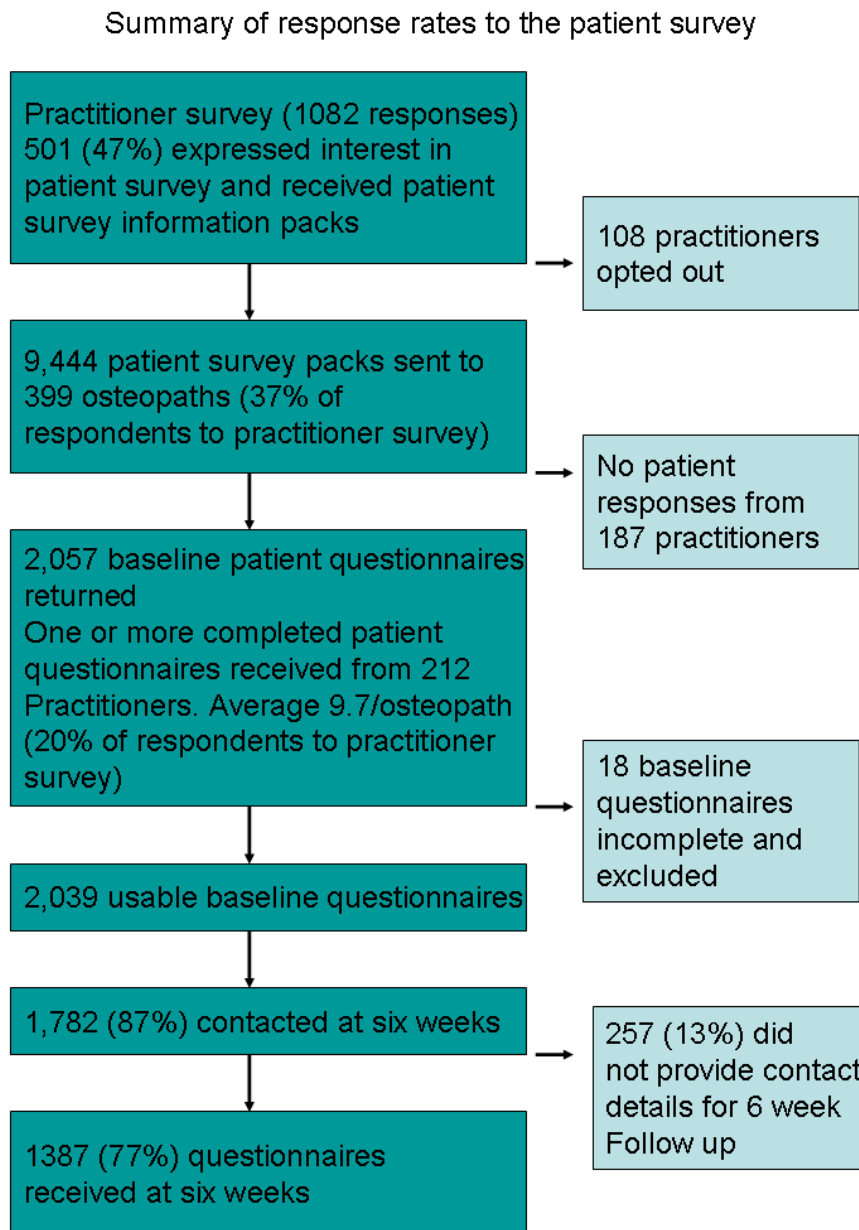 Summary of response rates to the patient survey
Practitioner survey (1082 responses)
501 (47%) expressed interest in
patient survey and received patient
survey information packs
108 practitioners
opted out
9,444 patient survey packs sent to
399 osteopaths (37% of
respondents to practitioner survey)
No patient
responses from
187 practitioners
2,057 baseline patient questionnaires
returned
One or more completed patient
questionnaires received from 212
Practitioners. Average 9.7/osteopath
(20% of respondents to practitioner
survey)
18 baseline
questionnaires
incomplete and
excluded
2,039 usable baseline questionnaires
1,782 (87%) contacted at six weeks
257 (13%) did
not provide contact
details for 6 week
Follow up
1387 (77%) questionnaires
received at six weeks